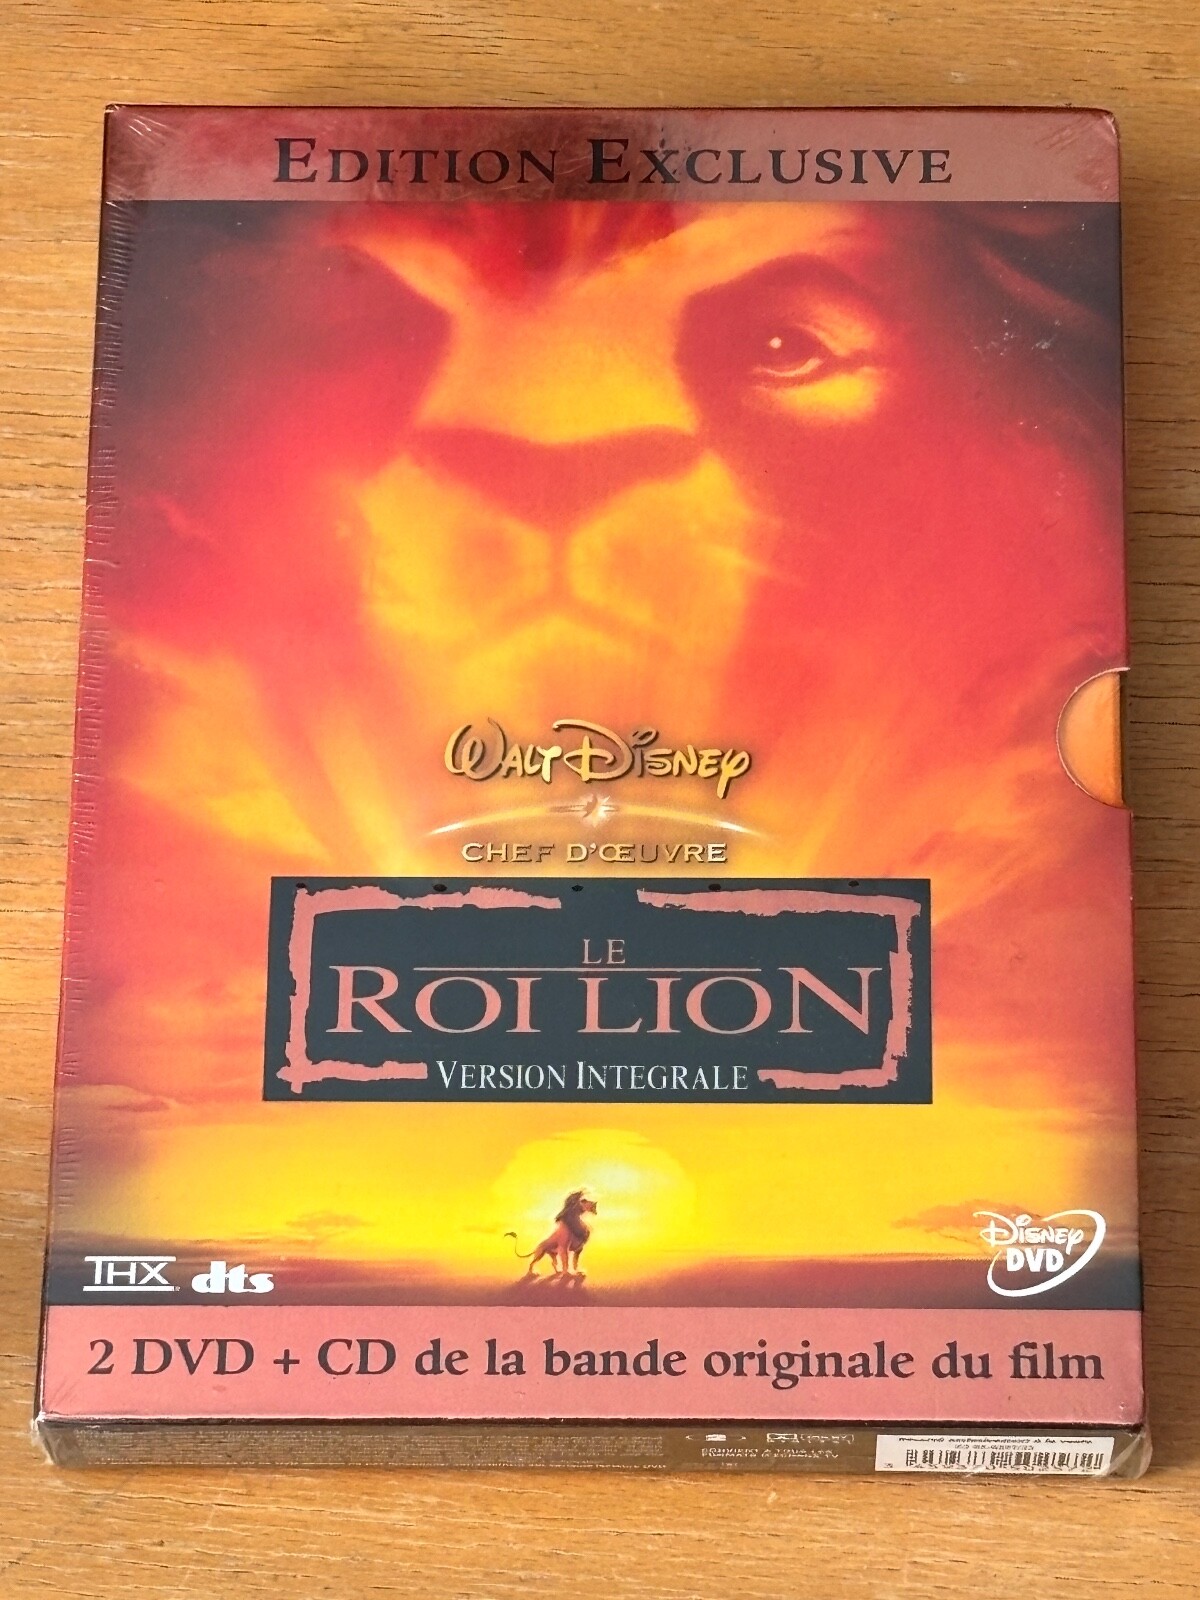 EDITION EXCLUSIVE
WALT DISNEY
CHEF D'ŒUVRE
LE
ROI LION
VERSION INTEGRALE
THX dts
DISNEY
DVD
2 DVD + CD de la bande originale du film